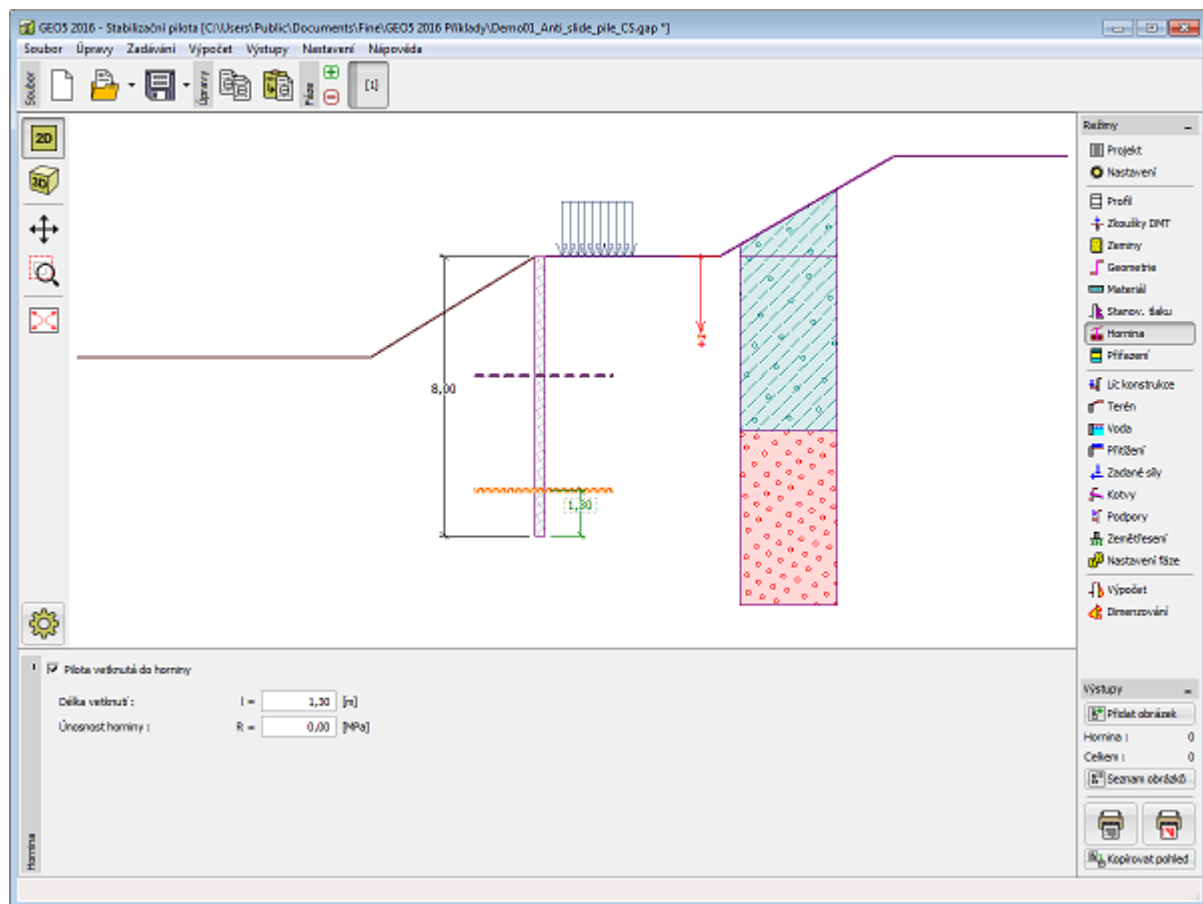 GEO5 2016 - Stabilizační pilota [C:\Users\Public\Documents\Fine\GEO5 2016 Příklady\Demo01_Anti_slide_pile_CS.gap *]
Soubor Úpravy Zadávání Výpočet Výstupy Nastavení Nápověda
Soubor
Úpravy
Fáze
[1]
2D
3D
8,00
1,30
+z
Režimy
Projekt
Nastavení
Profil
Zkoušky DMT
Zeminy
Geometrie
Materiál
Stanov. tlaku
Hornina
Přiřazení
Líc konstrukce
Terén
Voda
Přitížení
Zadané síly
Kotvy
Podpory
Zemětřesení
Nastavení fáze
Výpočet
Dimenzování
Pilota vetknutá do horniny
Délka vetknutí : l = 1,30 [m]
Únosnost horniny : R = 0,00 [MPa]
Hornina
Výstupy
Přidat obrázek
Hornina : 0
Celkem : 0
Seznam obrázků
Kopírovat pohled